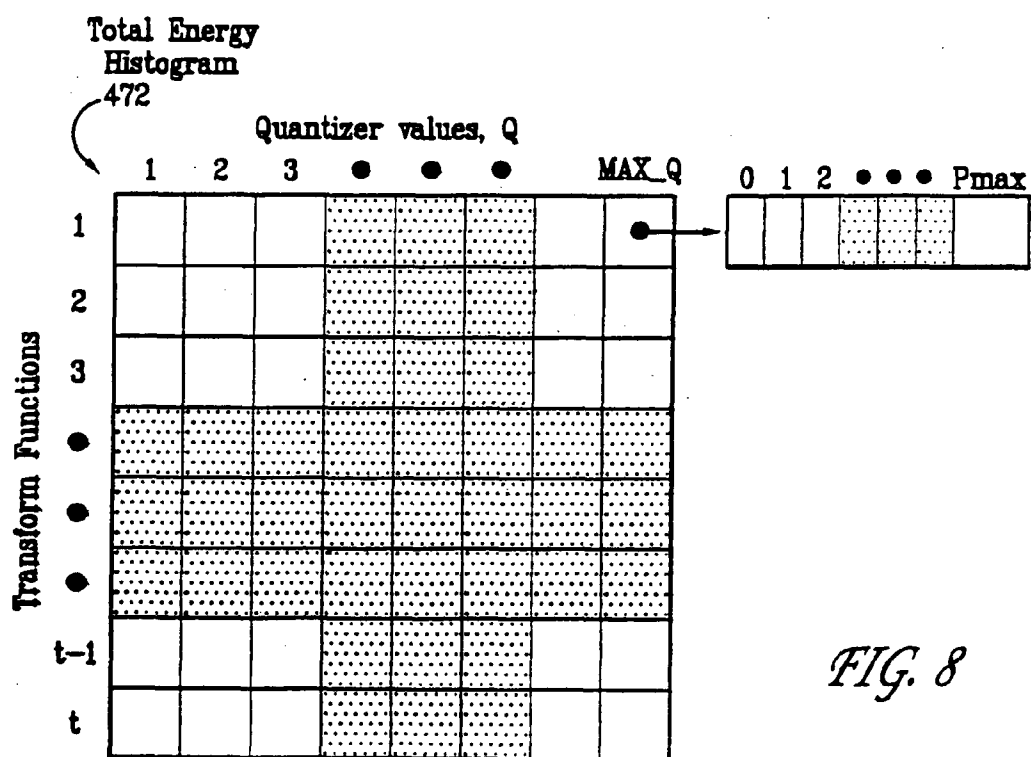 Total Energy
Histogram
472
Quantizer values, Q
1 2 3 ● ● ● MAX_Q
0 1 2 ● ● ● Pmax
Transform Functions
1
2
3
●
●
●
t-1
t
FIG. 8